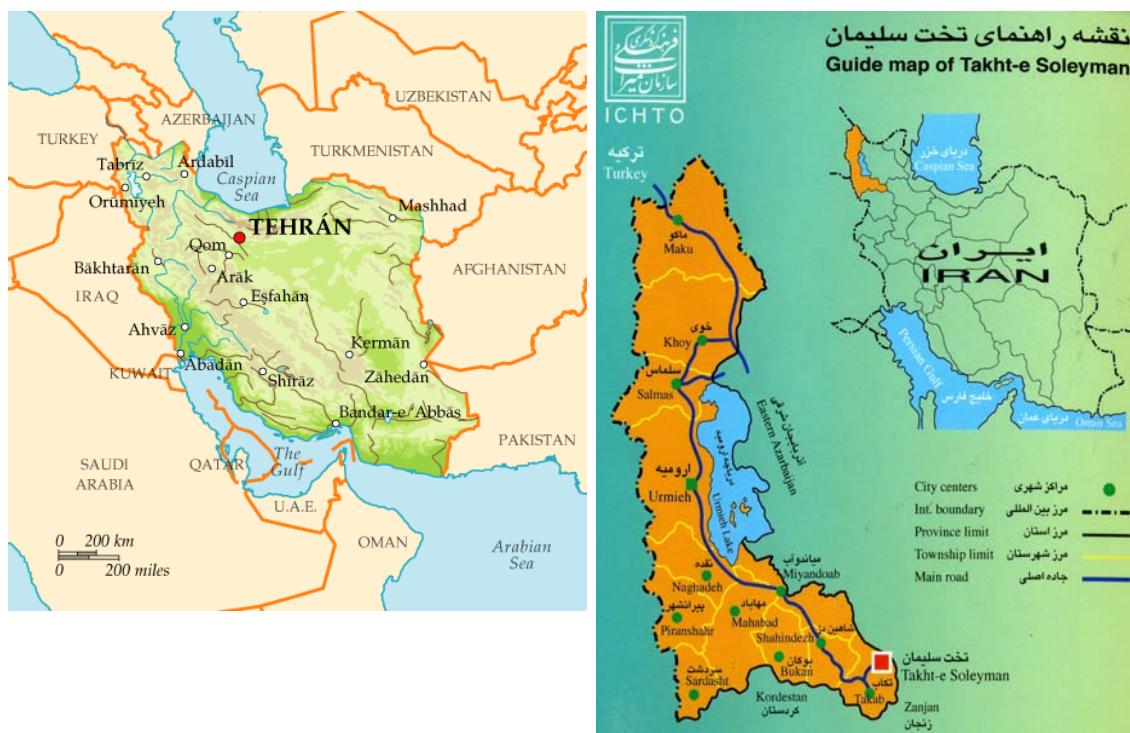 UZBEKISTAN
AZERBAIJAN
TURKEY
TURKMENISTAN
Ardabīl
Tabrīz
Caspian
Sea
Orūmīyeh
Mashhad
TEHRÁN
Qom
Bākhtarān
AFGHANISTAN
Arāk
IRAQ
Eşfahān
Ahvāz
Kermān
Ābādān
KUWAIT
Shīrāz
Zāhedān
Bandar-e 'Abbās
PAKISTAN
The
Gulf
SAUDI
ARABIA
QATAR
U.A.E.
OMAN
Arabian
Sea
0 200 km
0 200 miles
نقشه راهنمای تخت سلیمان
Guide map of Takht-e Soleyman
ICHTO
ترکیه
Turkey
دریای خزر
Caspian Sea
ایران
IRAN
Persian Gulf
خلیج فارس
دریای عمان
Oman Sea
ماکو
Maku
خوی
Khoy
سلماس
Salmas
آذربایجان شرقی
Eastern Azarbaijan
ارومیه
Urmieh
دریاچه ارومیه
Urmieh Lake
City centers مراکز شهری
Int. boundary مرز بین المللی
Province limit مرز استان
Township limit مرز شهرستان
Main road جاده اصلی
نقده
Naghadeh
میاندوآب
Miyandoab
پیرانشهر
Piranshahr
مهاباد
Mahabad
شاهین دژ
Shahindezh
بوکان
Bukan
سردشت
Sardasht
تخت سلیمان
Takht-e Soleyman
تکاب
Takab
Kordestan
کردستان
Zanjan
زنجان